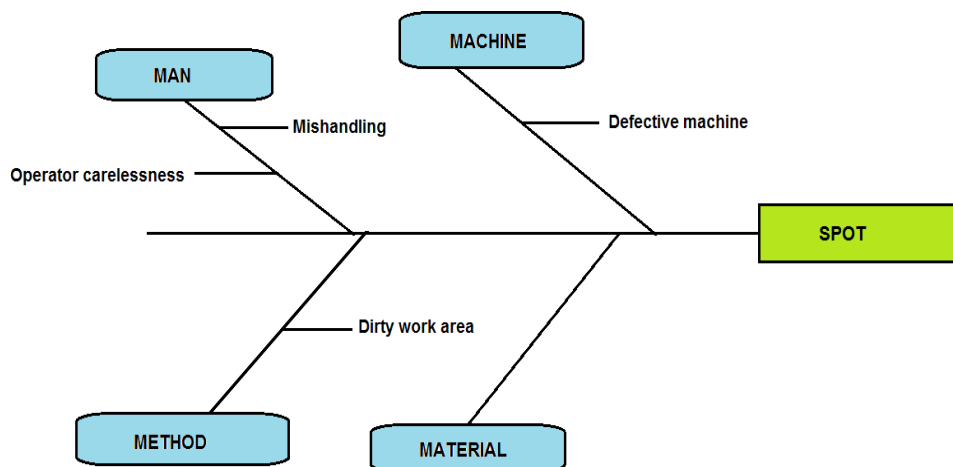 MACHINE
MAN
Mishandling
Defective machine
Operator carelessness
SPOT
Dirty work area
METHOD
MATERIAL